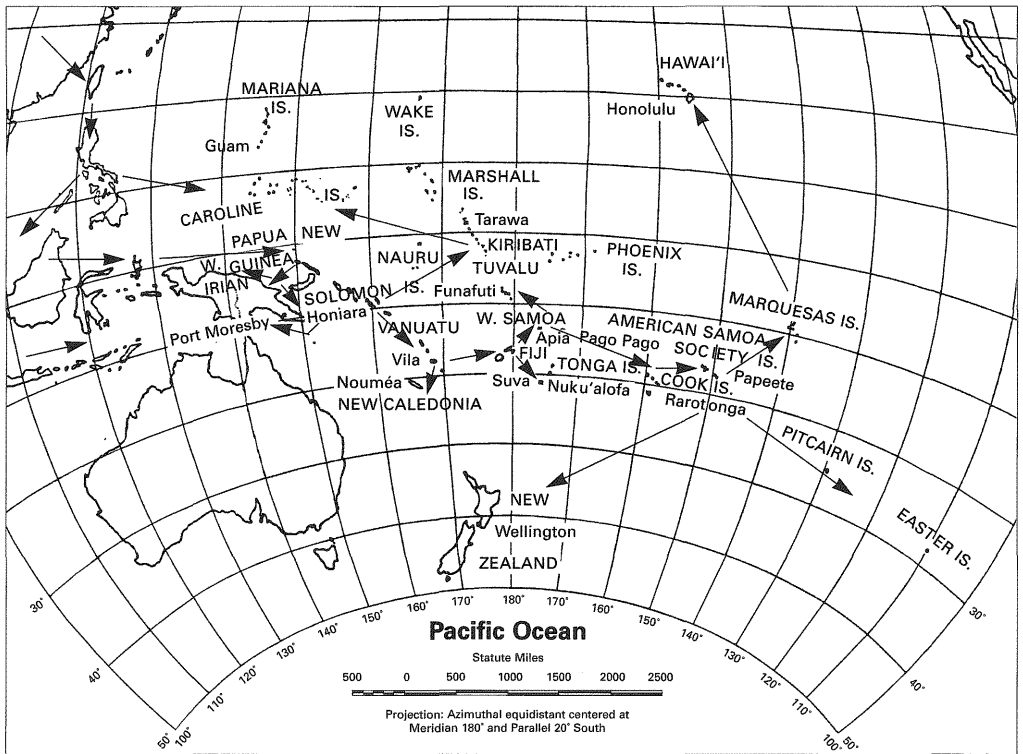 HAWAI'I
Honolulu
MARIANA
IS.
WAKE
IS.
Guam
MARSHALL
IS.
CAROLINE
IS.
Tarawa
PAPUA NEW
GUINEA
KIRIBATI
NAURU
IS.
TUVALU
PHOENIX
IS.
W.
IRIAN
SOLOMON
Funafuti
Honiara
Port Moresby
W. SAMOA
AMERICAN SAMOA
MARQUESAS IS.
VANUATU
Apia
Pago Pago
SOCIETY IS.
Vila
FIJI
TONGA IS.
Papeete
Nouméa
Suva
Nuku'alofa
COOK IS.
NEW CALEDONIA
Rarotonga
PITCAIRN IS.
NEW
Wellington
ZEALAND
EASTER IS.
30°
40°
50°
100°
110°
120°
130°
140°
150°
160°
170°
180°
170°
160°
150°
140°
130°
120°
110°
100°
50°
40°
30°
Pacific Ocean
Statute Miles
500 0 500 1000 1500 2000 2500
Projection: Azimuthal equidistant centered at
Meridian 180° and Parallel 20° South